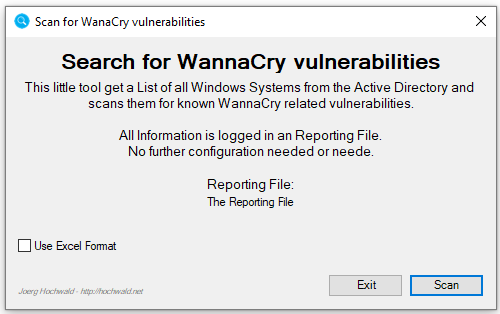 Scan for WanaCry vulnerabilities
Search for WannaCry vulnerabilities
This little tool get a List of all Windows Systems from the Active Directory and
scans them for known WannaCry related vulnerabilities.
All Information is logged in an Reporting File.
No further configuration needed or neede.
Reporting File:
The Reporting File
Use Excel Format
Joerg Hochwald - http://hochwald.net
Exit
Scan